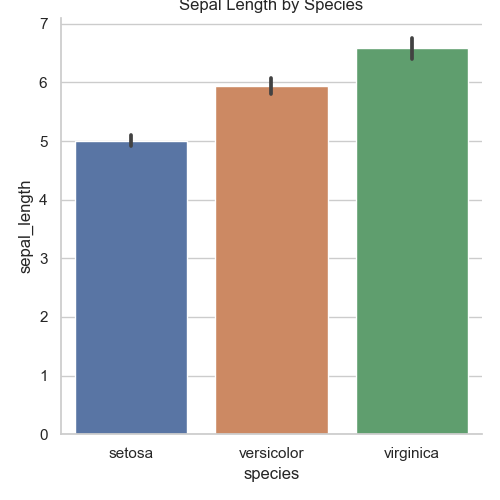 Sepal Length by Species
7
6
5
4
3
2
1
0
sepal_length
setosa
versicolor
virginica
species